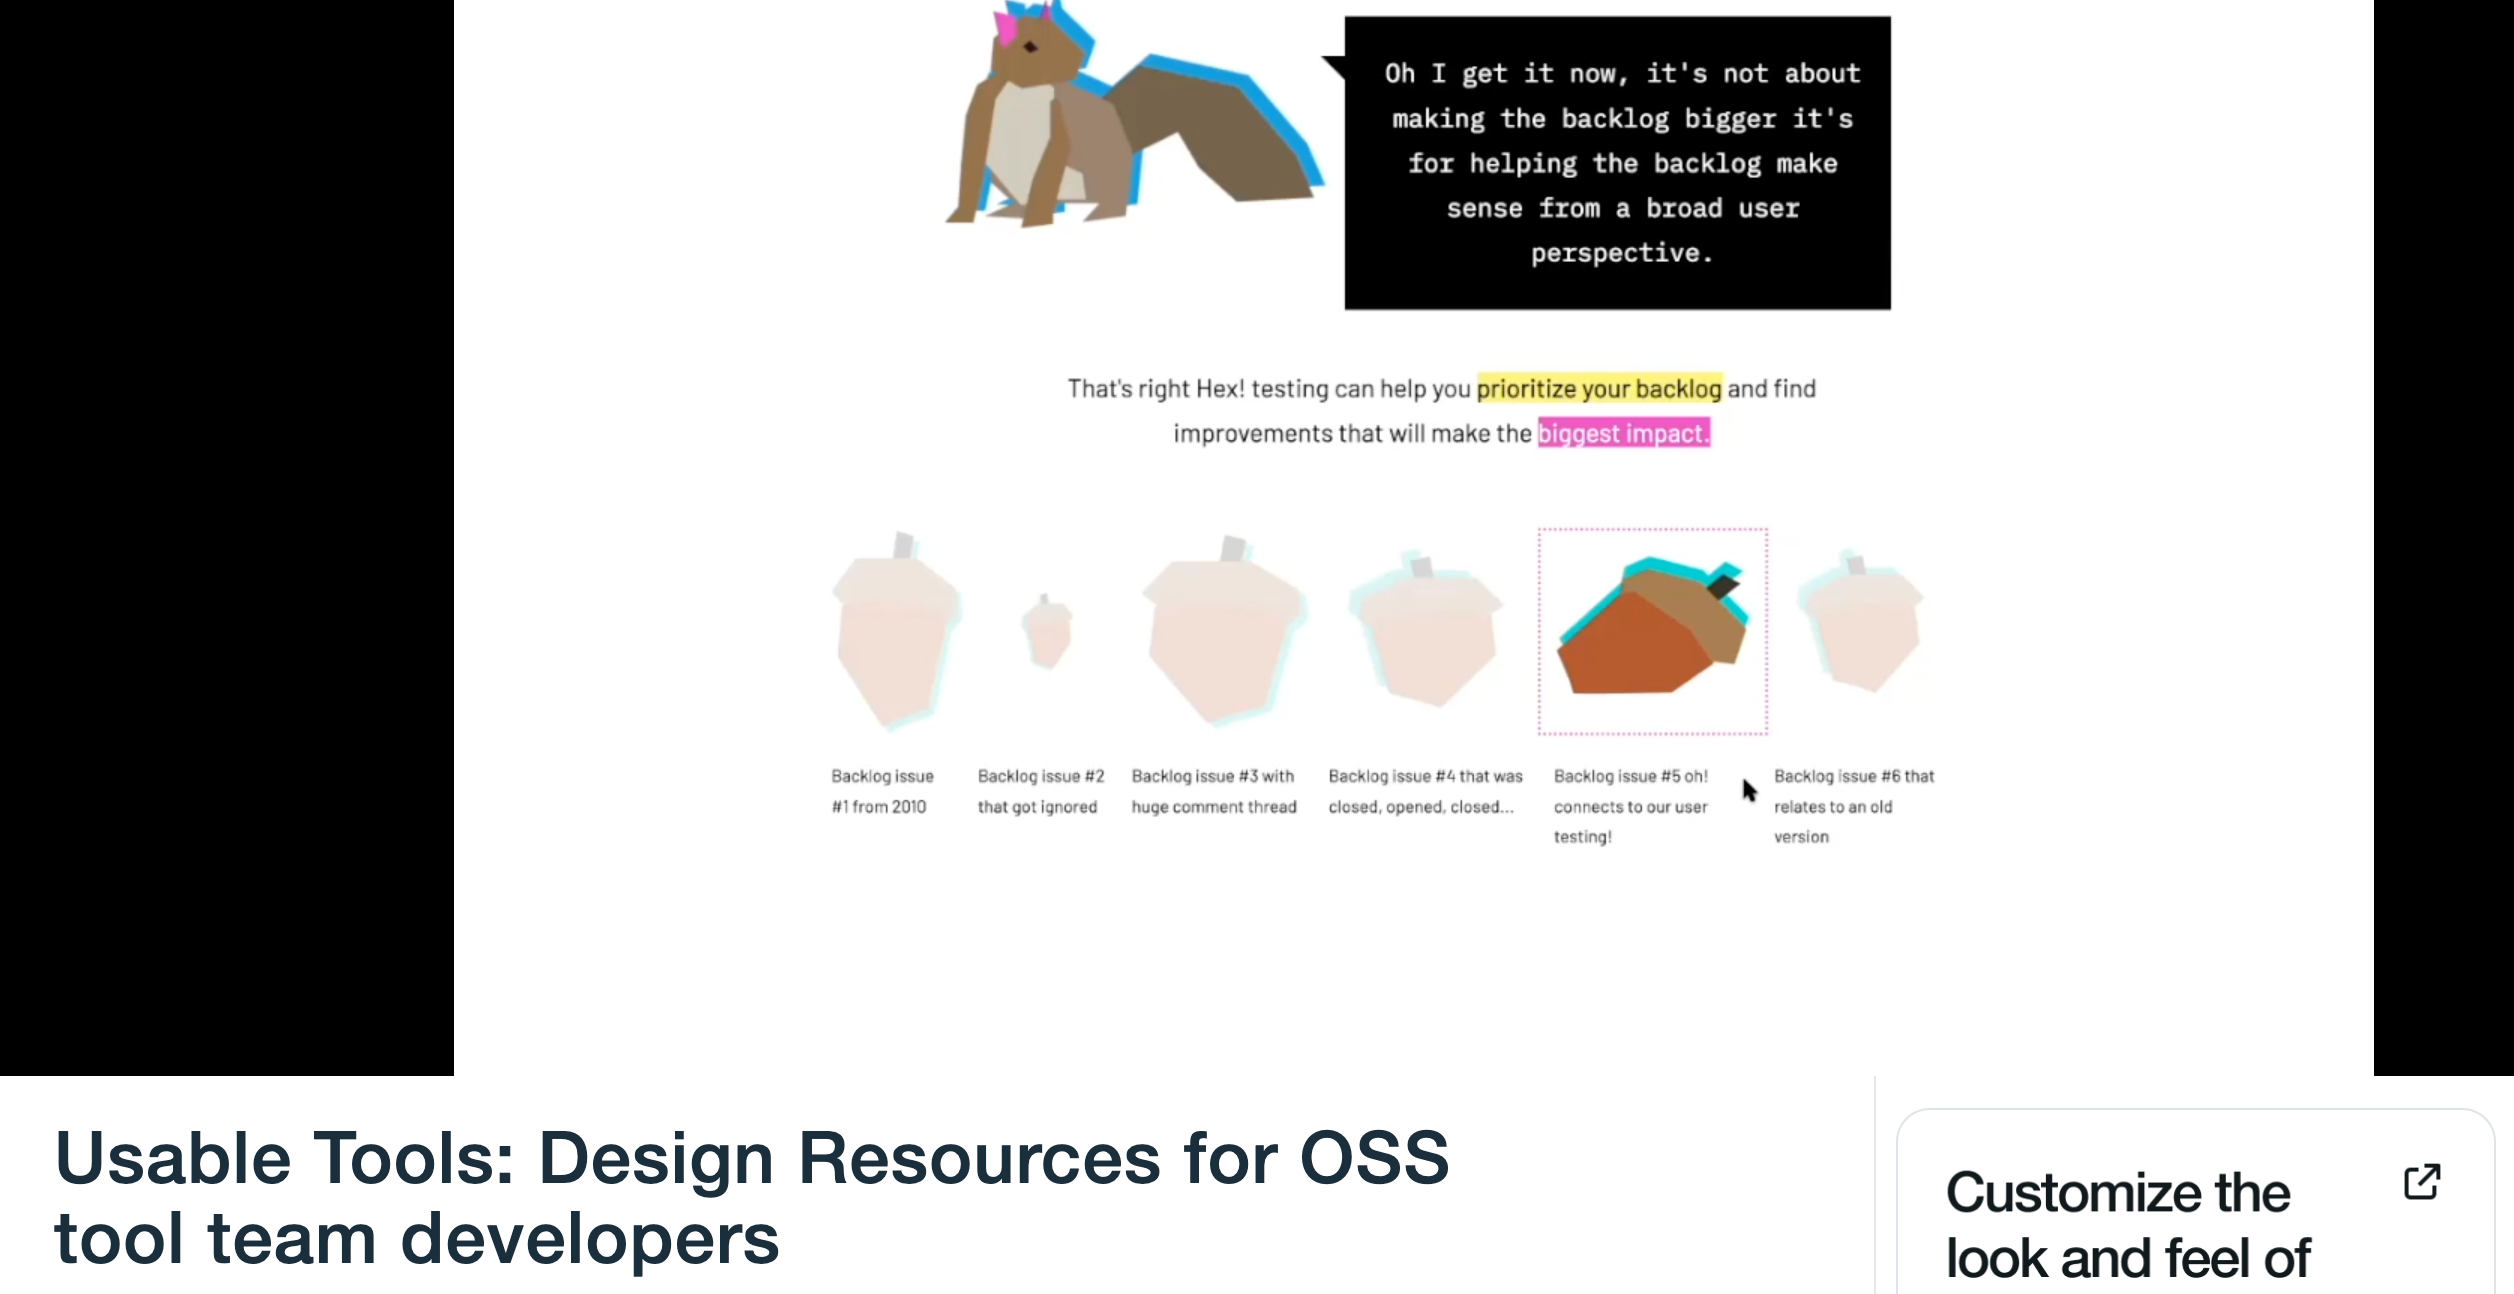 Oh I get it now, it's not about
making the backlog bigger it's
for helping the backlog make
sense from a broad user
perspective.
That's right Hex! testing can help you prioritize your backlog and find
improvements that will make the biggest impact.
Backlog issue
#1 from 2010
Backlog issue #2
that got ignored
Backlog issue #3 with
huge comment thread
Backlog issue #4 that was
closed, opened, closed...
Backlog issue #5 oh!
connects to our user
testing!
Backlog issue #6 that
relates to an old
version
Usable Tools: Design Resources for OSS
tool team developers
Customize the
look and feel of